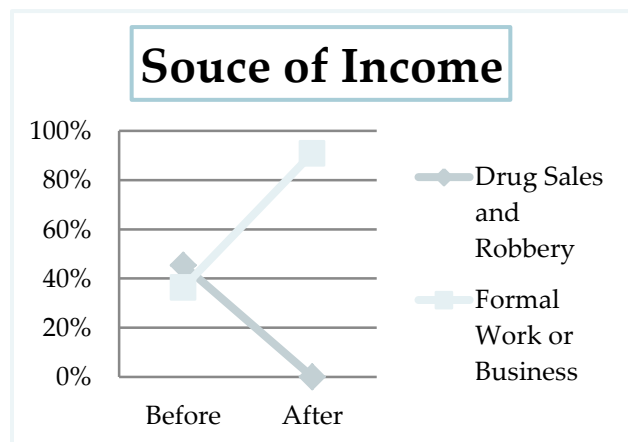 Souce of Income
100%
80%
60%
40%
20%
0%
Before
After
Drug Sales
and
Robbery
Formal
Work or
Business